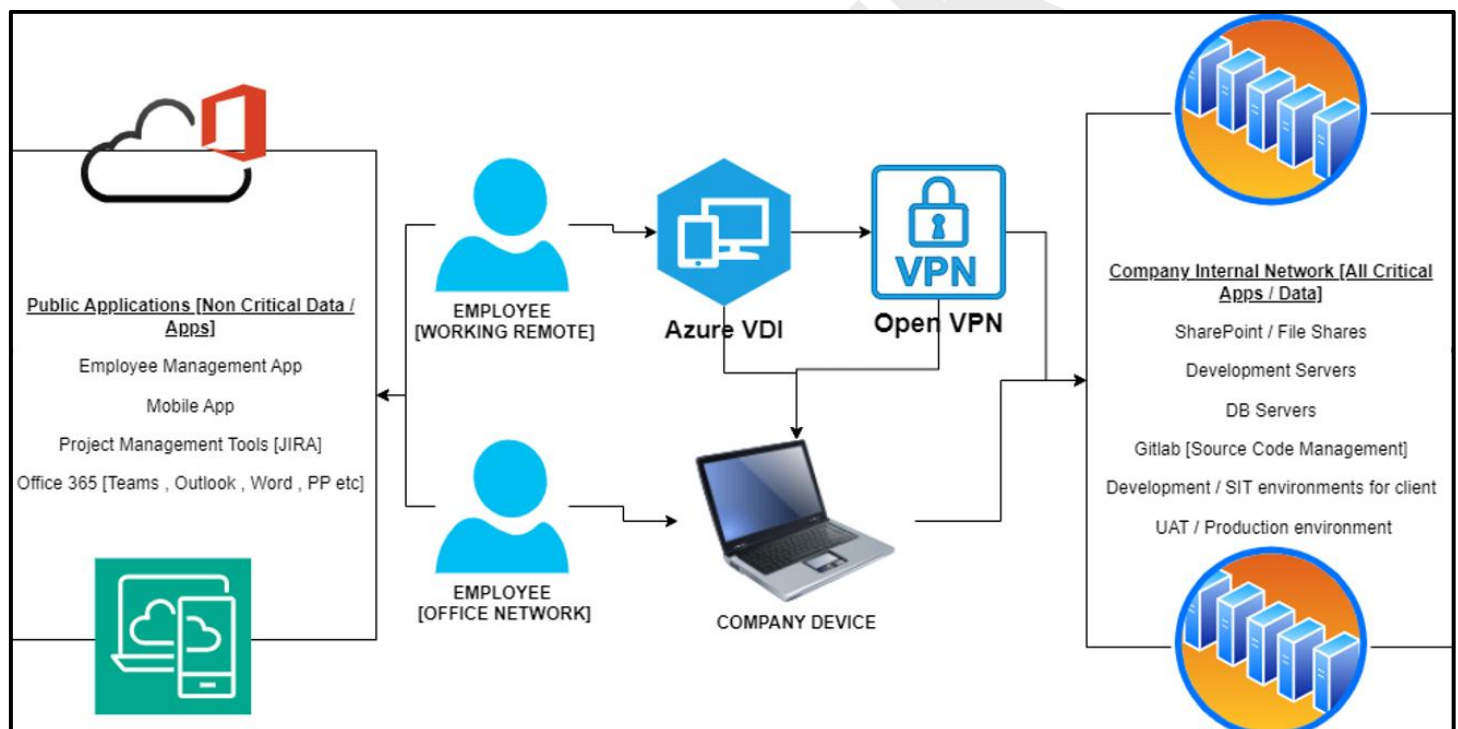 Public Applications [Non Critical Data /
Apps]
Employee Management App
Mobile App
Project Management Tools [JIRA]
Office 365 [Teams , Outlook , Word , PP etc]
EMPLOYEE
[WORKING REMOTE]
Azure VDI
VPN
Open VPN
EMPLOYEE
[OFFICE NETWORK]
COMPANY DEVICE
Company Internal Network [All Critical
Apps / Data]
SharePoint / File Shares
Development Servers
DB Servers
Gitlab [Source Code Management]
Development / SIT environments for client
UAT / Production environment